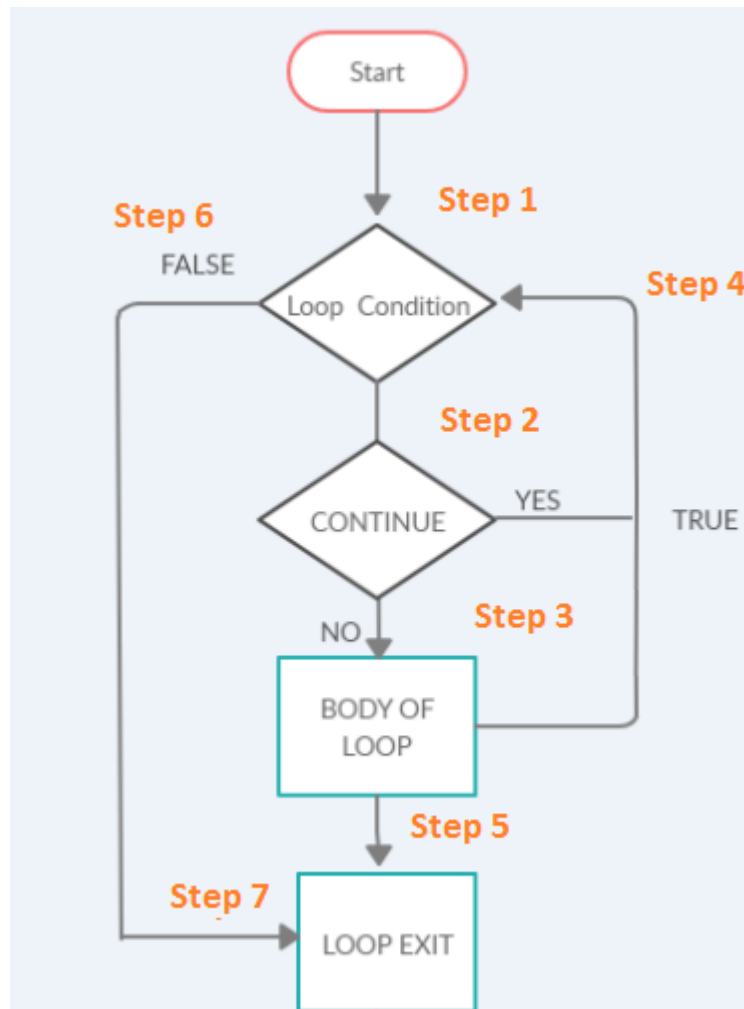 Start
Step 1
Step 6
FALSE
Step 4
Loop Condition
Step 2
YES
CONTINUE
TRUE
Step 3
NO
BODY OF
LOOP
Step 5
Step 7
LOOP EXIT